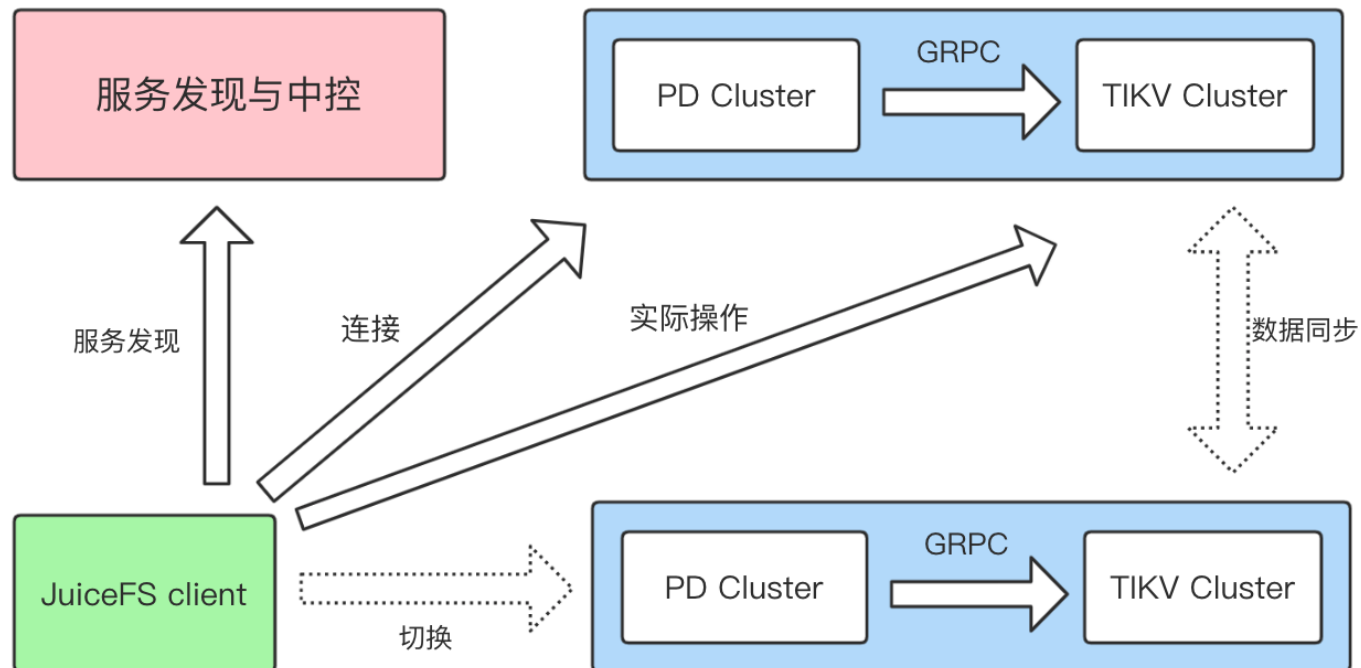 服务发现与中控
GRPC
PD Cluster
TIKV Cluster
服务发现
连接
实际操作
数据同步
JuiceFS client
切换
GRPC
PD Cluster
TIKV Cluster